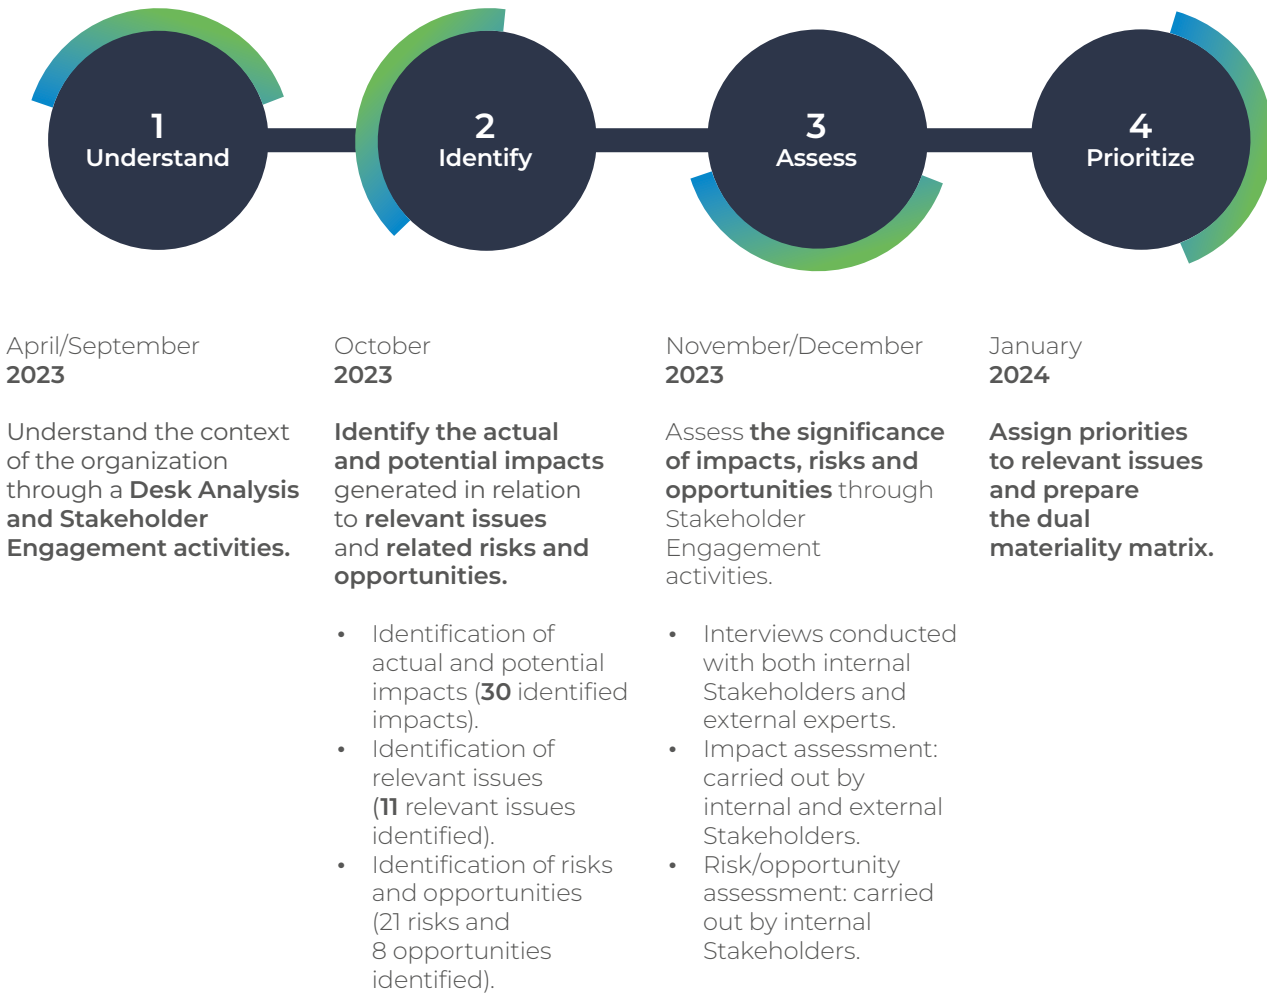 1
Understand
2
Identify
3
Assess
4
Prioritize
April/September
2023
Understand the context
of the organization
through a Desk Analysis
and Stakeholder
Engagement activities.
October
2023
Identify the actual
and potential impacts
generated in relation
to relevant issues
and related risks and
opportunities.
• Identification of
actual and potential
impacts (30 identified
impacts).
• Identification of
relevant issues
(11 relevant issues
identified).
• Identification of risks
and opportunities
(21 risks and
8 opportunities
identified).
November/December
2023
Assess the significance
of impacts, risks and
opportunities through
Stakeholder
Engagement
activities.
• Interviews conducted
with both internal
Stakeholders and
external experts.
• Impact assessment:
carried out by
internal and external
Stakeholders.
• Risk/opportunity
assessment: carried
out by internal
Stakeholders.
January
2024
Assign priorities
to relevant issues
and prepare
the dual
materiality matrix.